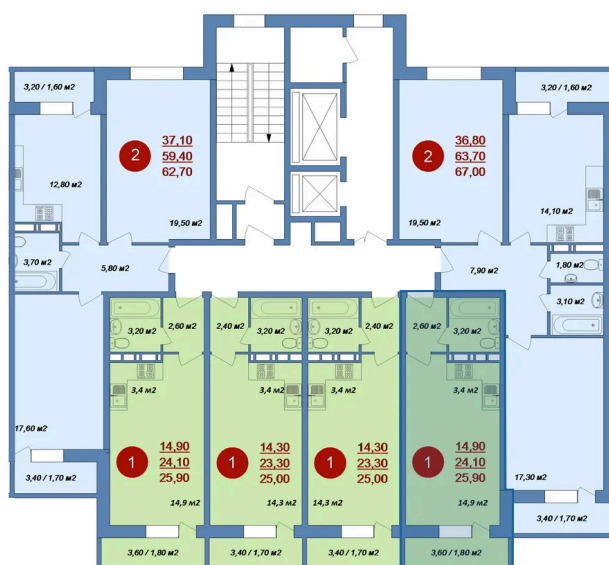 3,20 / 1,60 м2
3,20 / 1,60 м2
2
37,10
59,40
62,70
2
36,80
63,70
67,00
12,80 м2
19,50 м2
19,50 м2
14,10 м2
3,70 м2
5,80 м2
7,90 м2
1,80 м2
3,10 м2
3,20 м2
2,60 м2
2,40 м2
3,20 м2
3,20 м2
2,40 м2
2,60 м2
3,20 м2
3,4 м2
3,4 м2
3,4 м2
3,4 м2
17,60 м2
1
14,90
24,10
25,90
1
14,30
23,30
25,00
1
14,30
23,30
25,00
1
14,90
24,10
25,90
17,30 м2
14,9 м2
14,3 м2
14,3 м2
14,9 м2
3,40 / 1,70 м2
3,40 / 1,70 м2
3,60 / 1,80 м2
3,40 / 1,70 м2
3,40 / 1,70 м2
3,60 / 1,80 м2